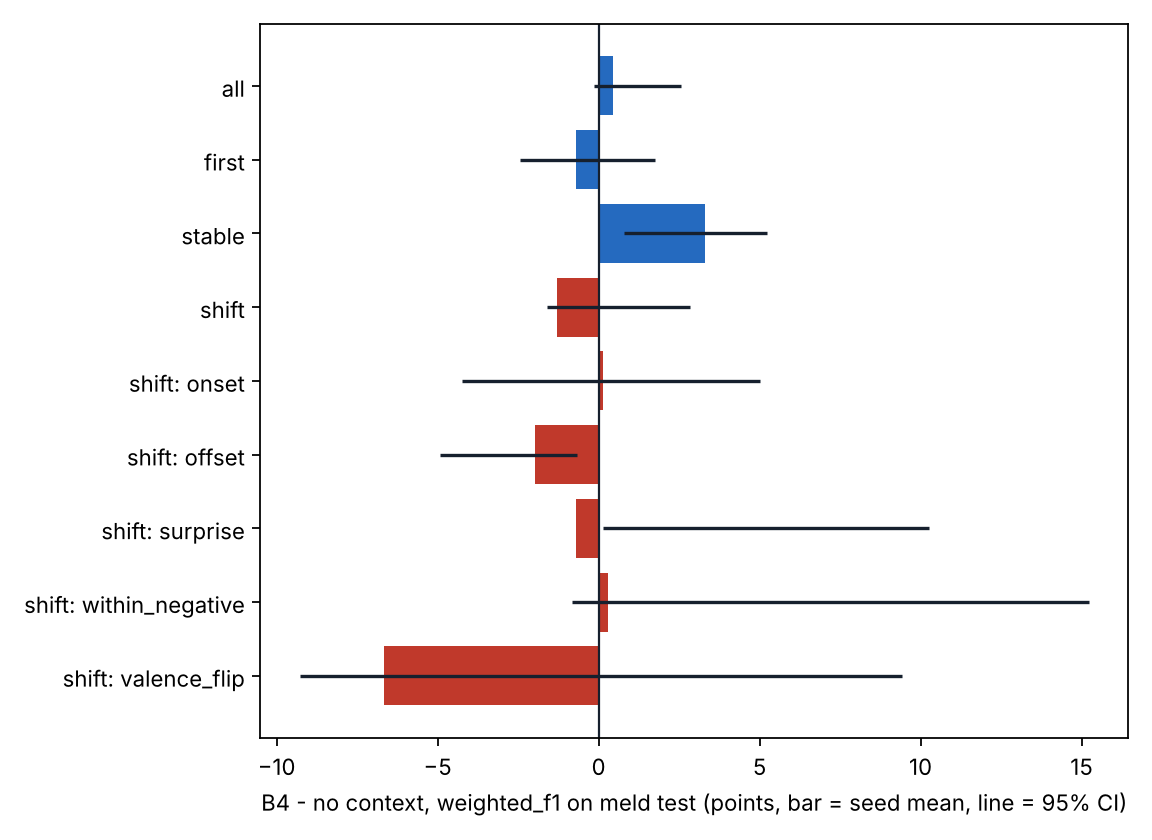 all
first
stable
shift
shift: onset
shift: offset
shift: surprise
shift: within_negative
shift: valence_flip
−10 −5 0 5 10 15
B4 - no context, weighted_f1 on meld test (points, bar = seed mean, line = 95% CI)